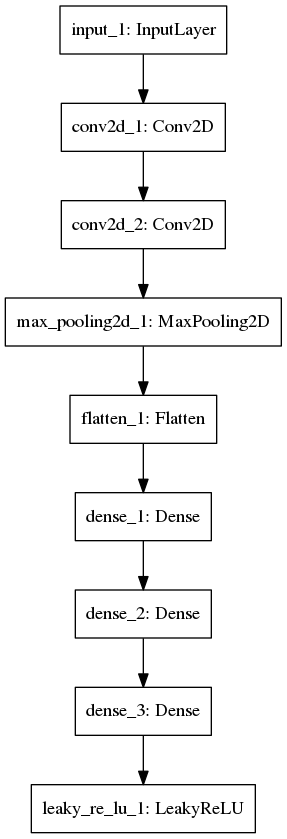 input_1: InputLayer
conv2d_1: Conv2D
conv2d_2: Conv2D
max_pooling2d_1: MaxPooling2D
flatten_1: Flatten
dense_1: Dense
dense_2: Dense
dense_3: Dense
leaky_re_lu_1: LeakyReLU